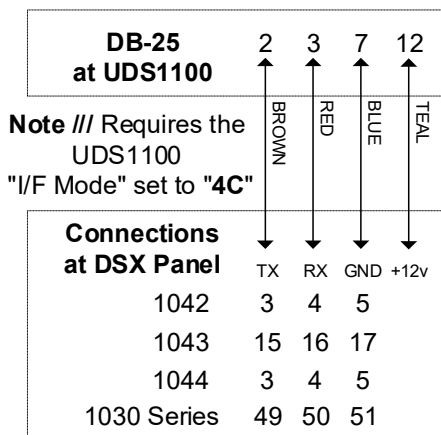 DB-25 2 3 7 12
at UDS1100
BROWN RED BLUE TEAL
Note /// Requires the
UDS1100
"I/F Mode" set to "4C"
Connections
at DSX Panel TX RX GND +12v
1042 3 4 5
1043 15 16 17
1044 3 4 5
1030 Series 49 50 51